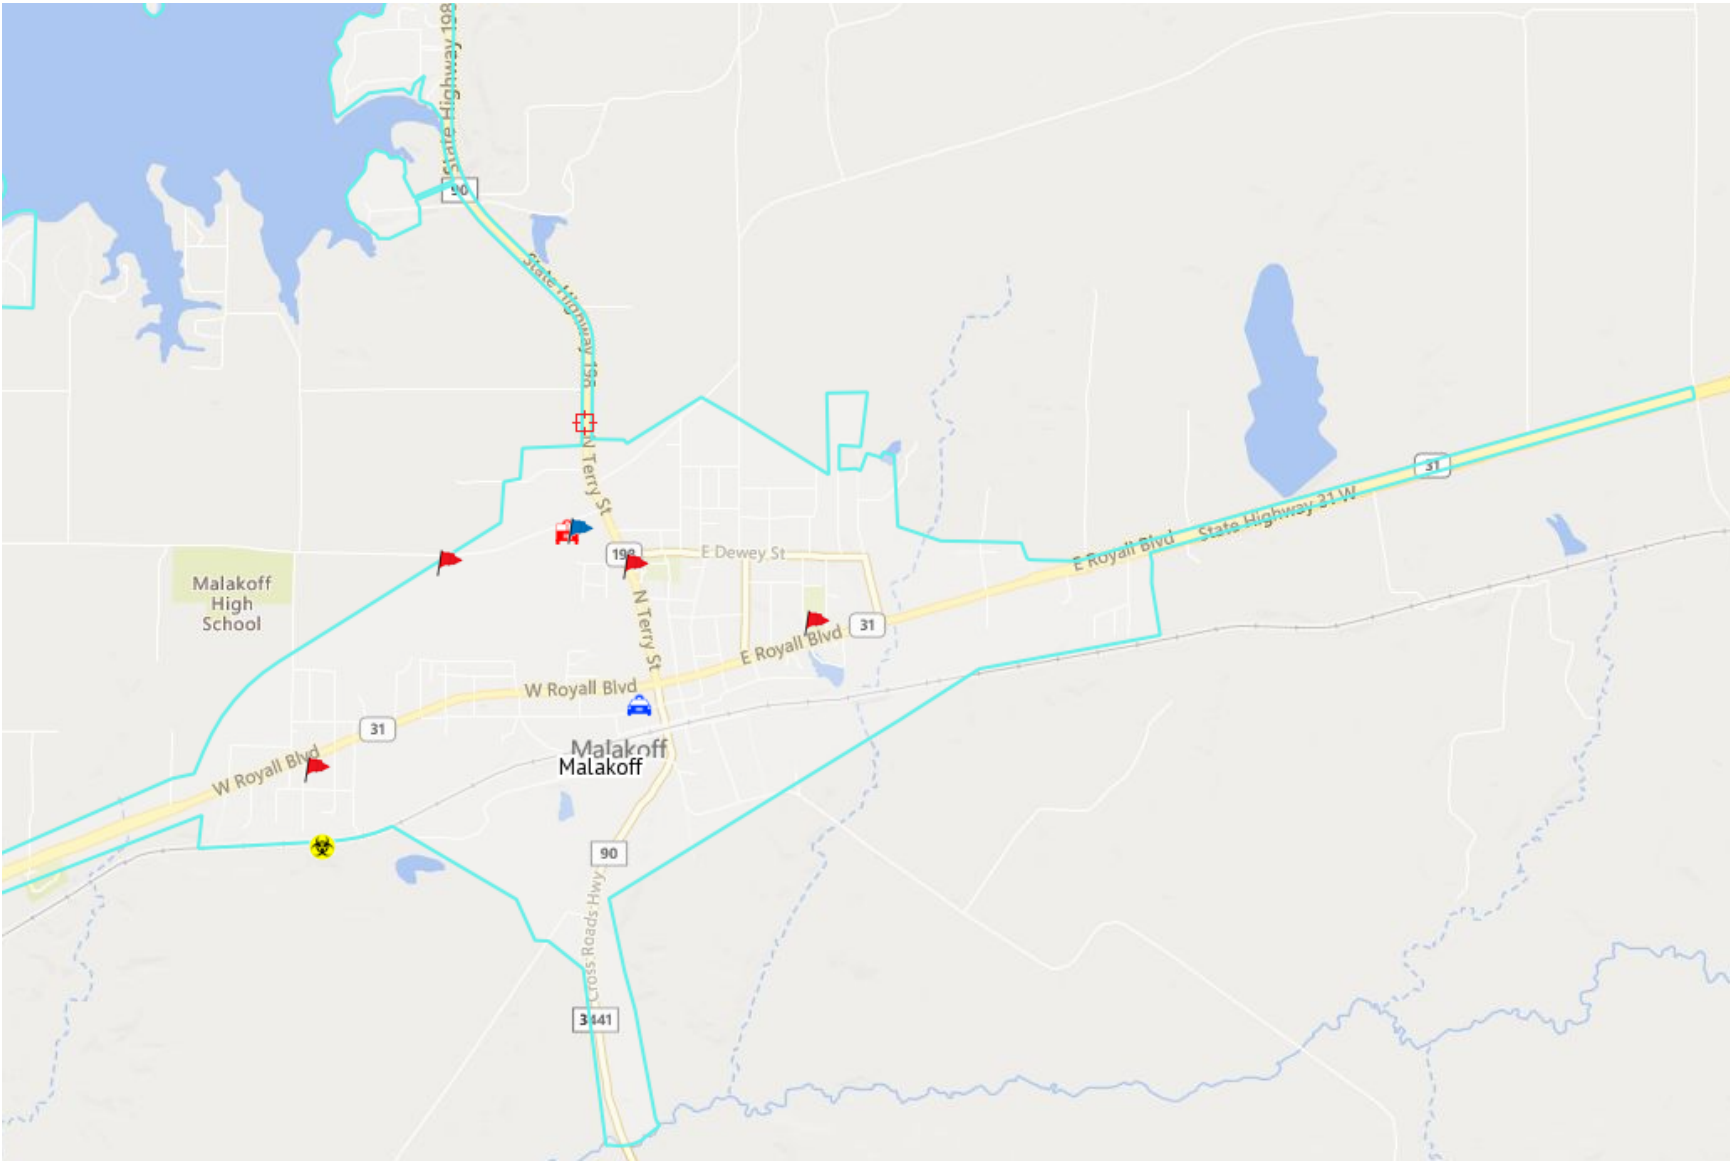 State Highway 198
90
State Highway 198
N Terry St
31
State Highway 31 W
E Royall Blvd
198
E Dewey St
Malakoff
High
School
N Terry St
31
E Royall Blvd
W Royall Blvd
31
Malakoff
Malakoff
W Royall Blvd
90
Cross Roads Hwy
3441